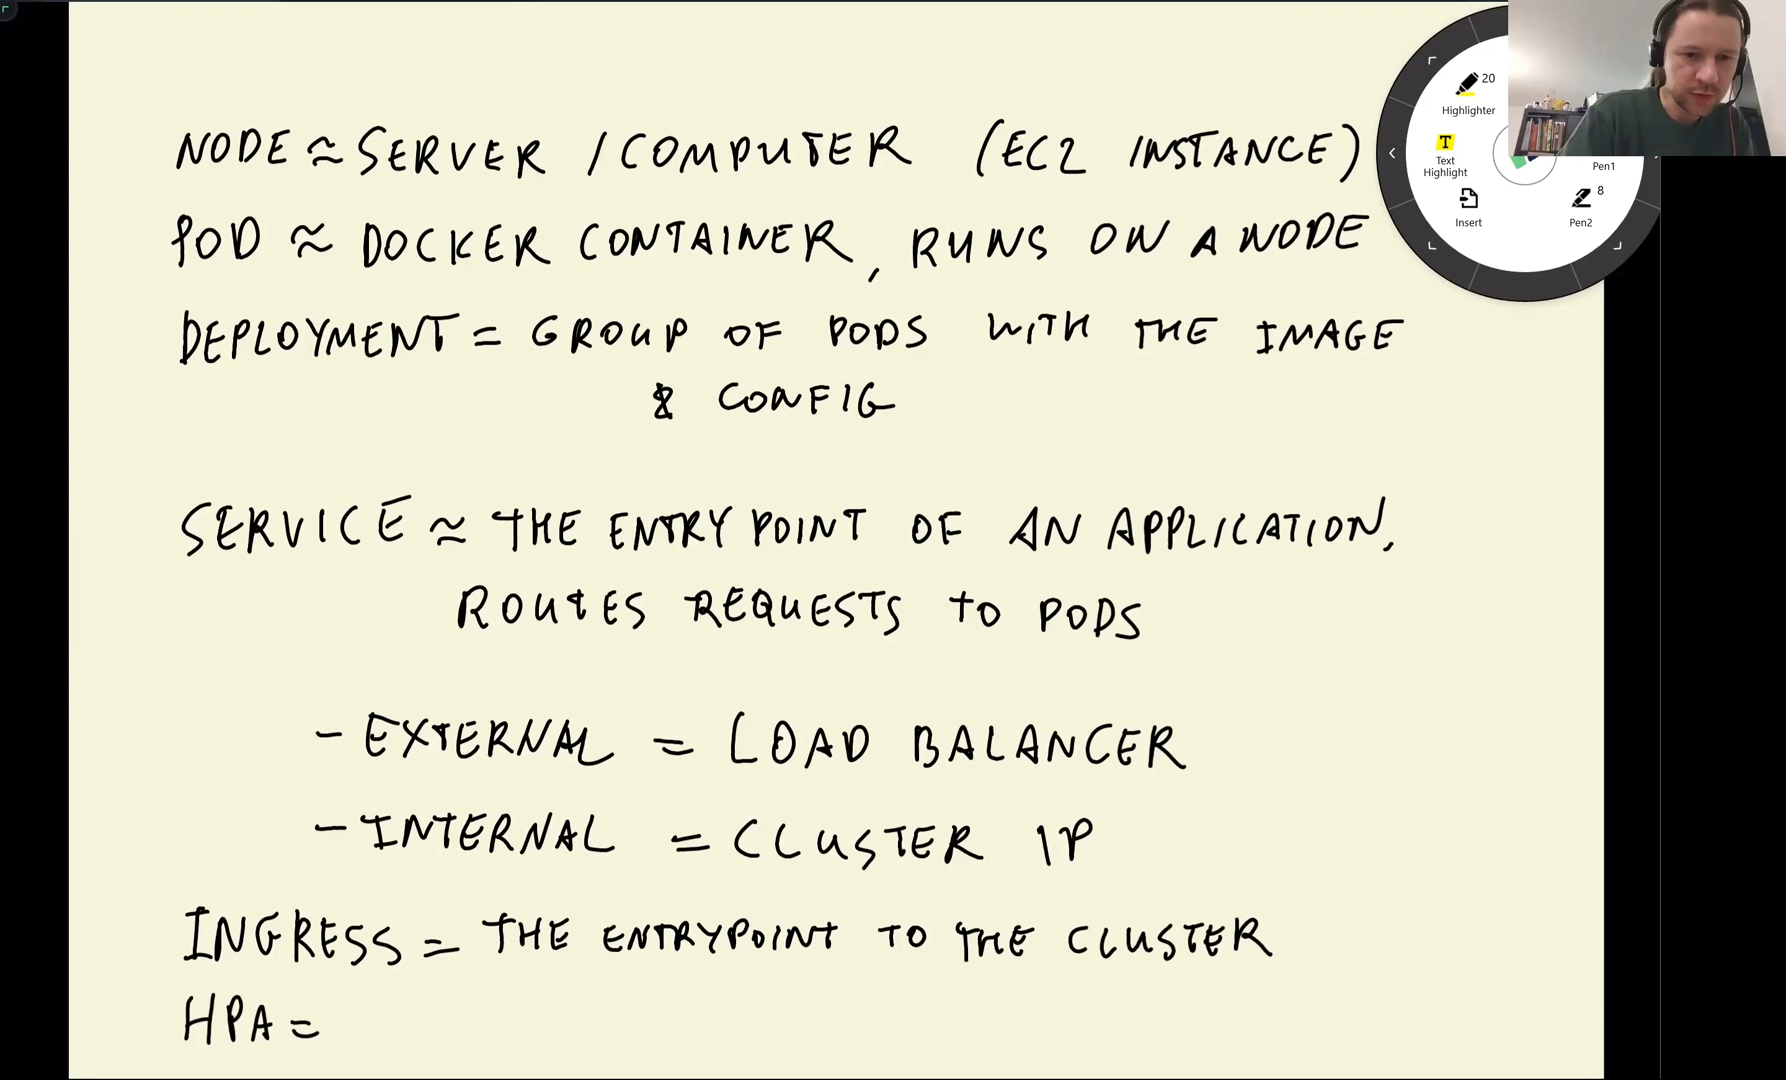 NODE ≈ SERVER / COMPUTER (EC2 INSTANCE)
POD ≈ DOCKER CONTAINER, RUNS ON A NODE
DEPLOYMENT = GROUP OF PODS WITH THE IMAGE
& CONFIG
SERVICE ≈ THE ENTRYPOINT OF AN APPLICATION,
ROUTES REQUESTS TO PODS
- EXTERNAL = LOAD BALANCER
- INTERNAL = CLUSTER IP
INGRESS = THE ENTRYPOINT TO THE CLUSTER
HPA =
20
Highlighter
T
Text
Highlight
Pen1
Insert
8
Pen2